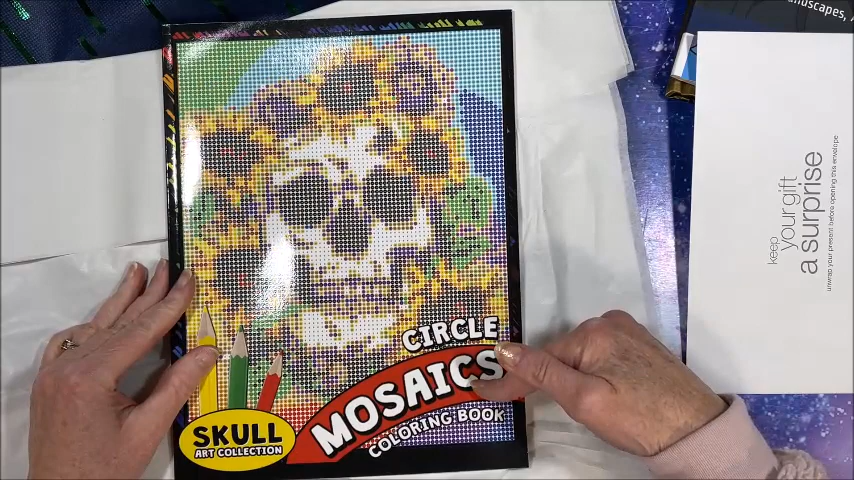 CIRCLE
MOSAICS
COLORING BOOK
SKULL
ART COLLECTION
keep
your gift
a surprise
unwrap your present before opening this envelope